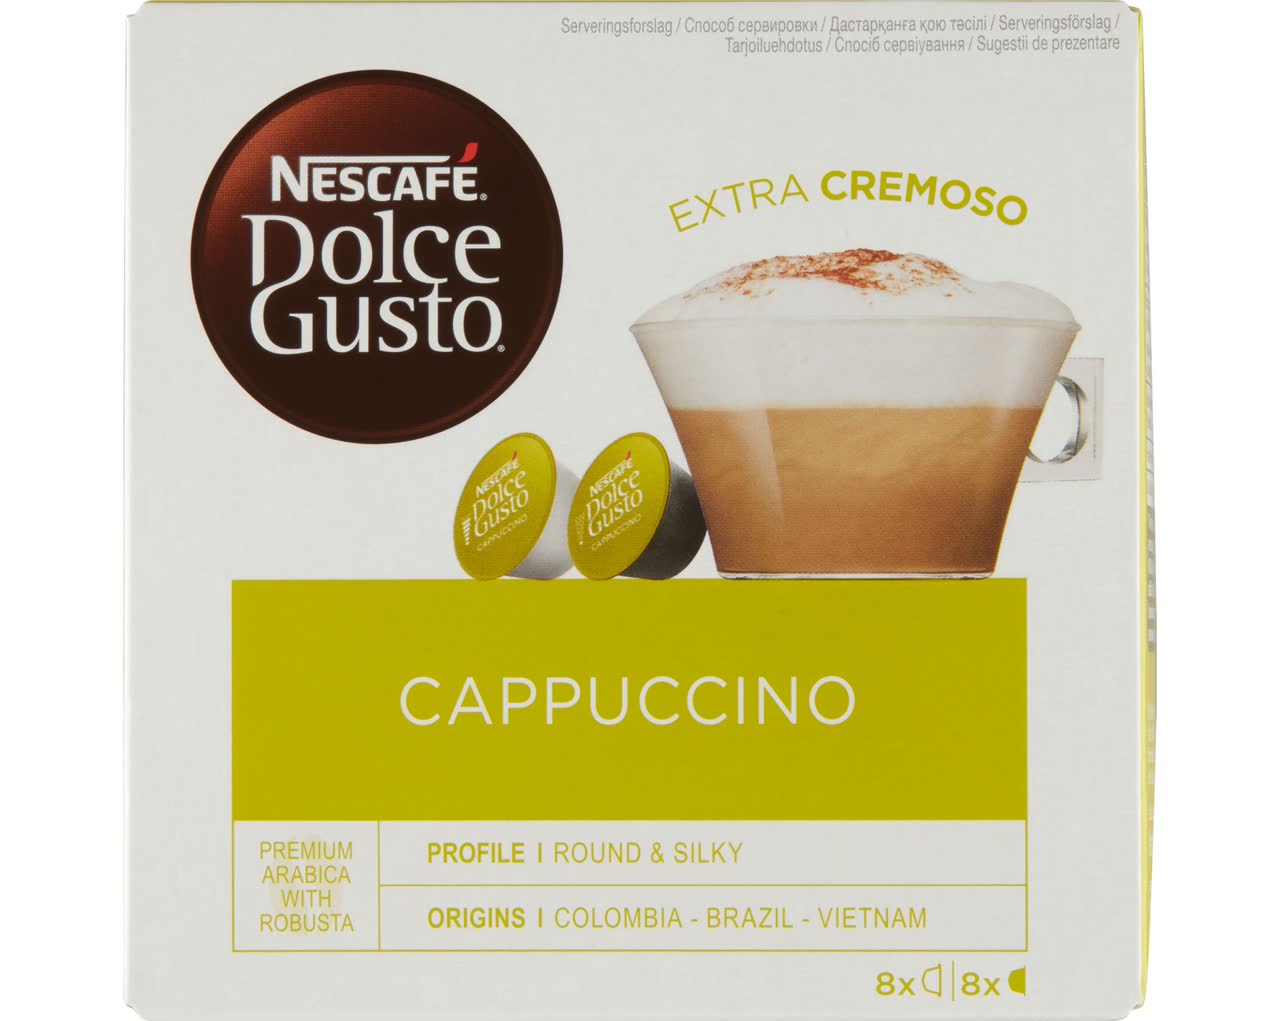 Serveringsforslag / Способ сервировки / Дастарқанға қою тәсілі / Serveringsförslag /
Tarjoiluehdotus / Спосіб сервіування / Sugestii de prezentare
NESCAFÉ®
Dolce
Gusto®
EXTRA CREMOSO
NESCAFÉ
Dolce
Gusto
CAPPUCCINO
NESCAFÉ
Dolce
Gusto
CAPPUCCINO
CAPPUCCINO
PREMIUM
ARABICA
WITH
ROBUSTA
PROFILE | ROUND & SILKY
ORIGINS | COLOMBIA - BRAZIL - VIETNAM
8x | 8x